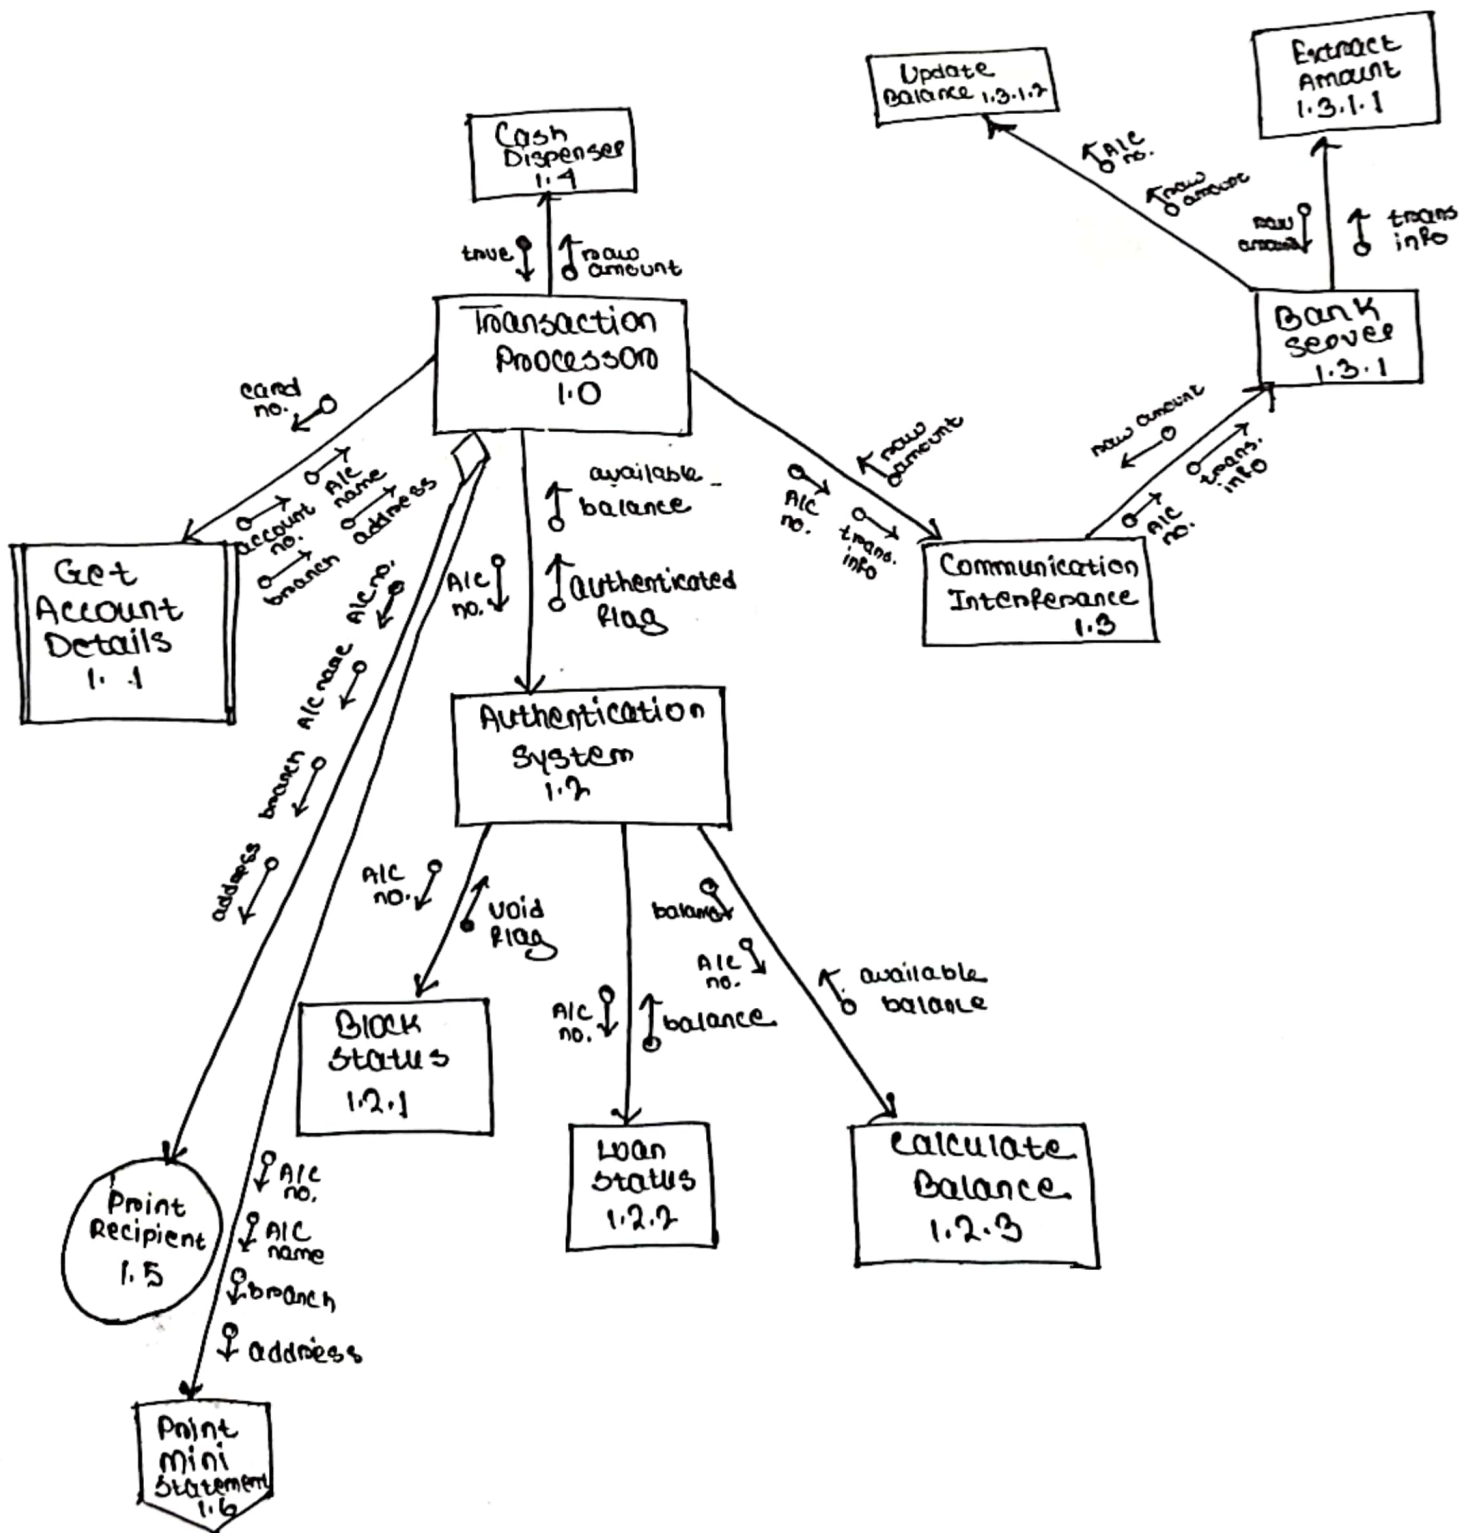 Update
Balance 1.3.1.2
Extract
Amount
1.3.1.1
Cash
Dispenser
1.4
A/C
no.
raw
amount
raw
amount
trans
info
true
raw
amount
Transaction
Processor
1.0
Bank
server
1.3.1
card
no.
raw amount
trans.
info
A/C
no.
raw
amount
A/C
no.
trans.
info
A/C
name
account
no.
address
branch
available
balance
A/C
no.
authenticated
flag
Get
Account
Details
1. .1
Communication
Interferance
1.3
A/C no.
A/C name
branch
address
Authentication
System
1.2
A/C
no.
void
flag
balance
A/C
no.
available
balance
A/C
no.
balance
Block
Status
1.2.1
Loan
Status
1.2.2
Calculate
Balance
1.2.3
Print
Recipient
1.5
A/C
no.
A/C
name
branch
address
Print
Mini
Statement
1.6